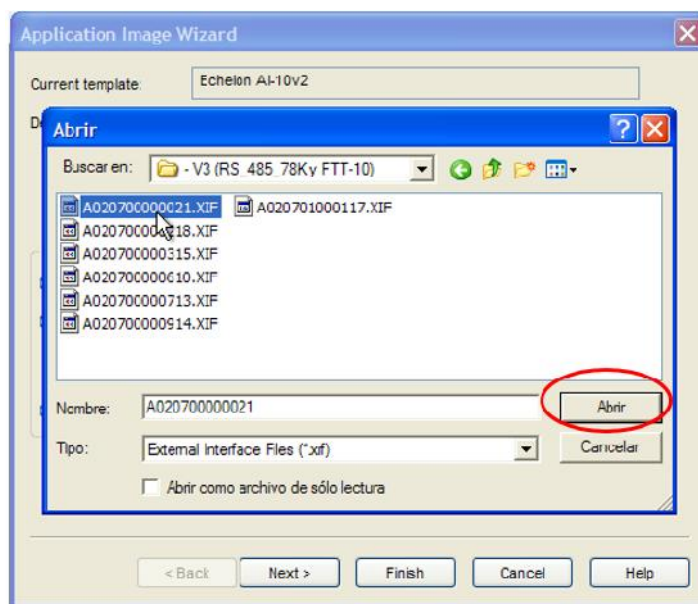 Application Image Wizard
Current template: Echelon AI-10v2
Abrir
Buscar en: - V3 (RS_485_78Ky FTT-10)
A020700000021.XIF A020701000117.XIF
A020700000315.XIF
A020700000610.XIF
A020700000713.XIF
A020700000914.XIF
Nombre: A020700000021 Abrir
Tipo: External Interface Files (*.xif) Cancelar
Abrir como archivo de sólo lectura
< Back Next > Finish Cancel Help